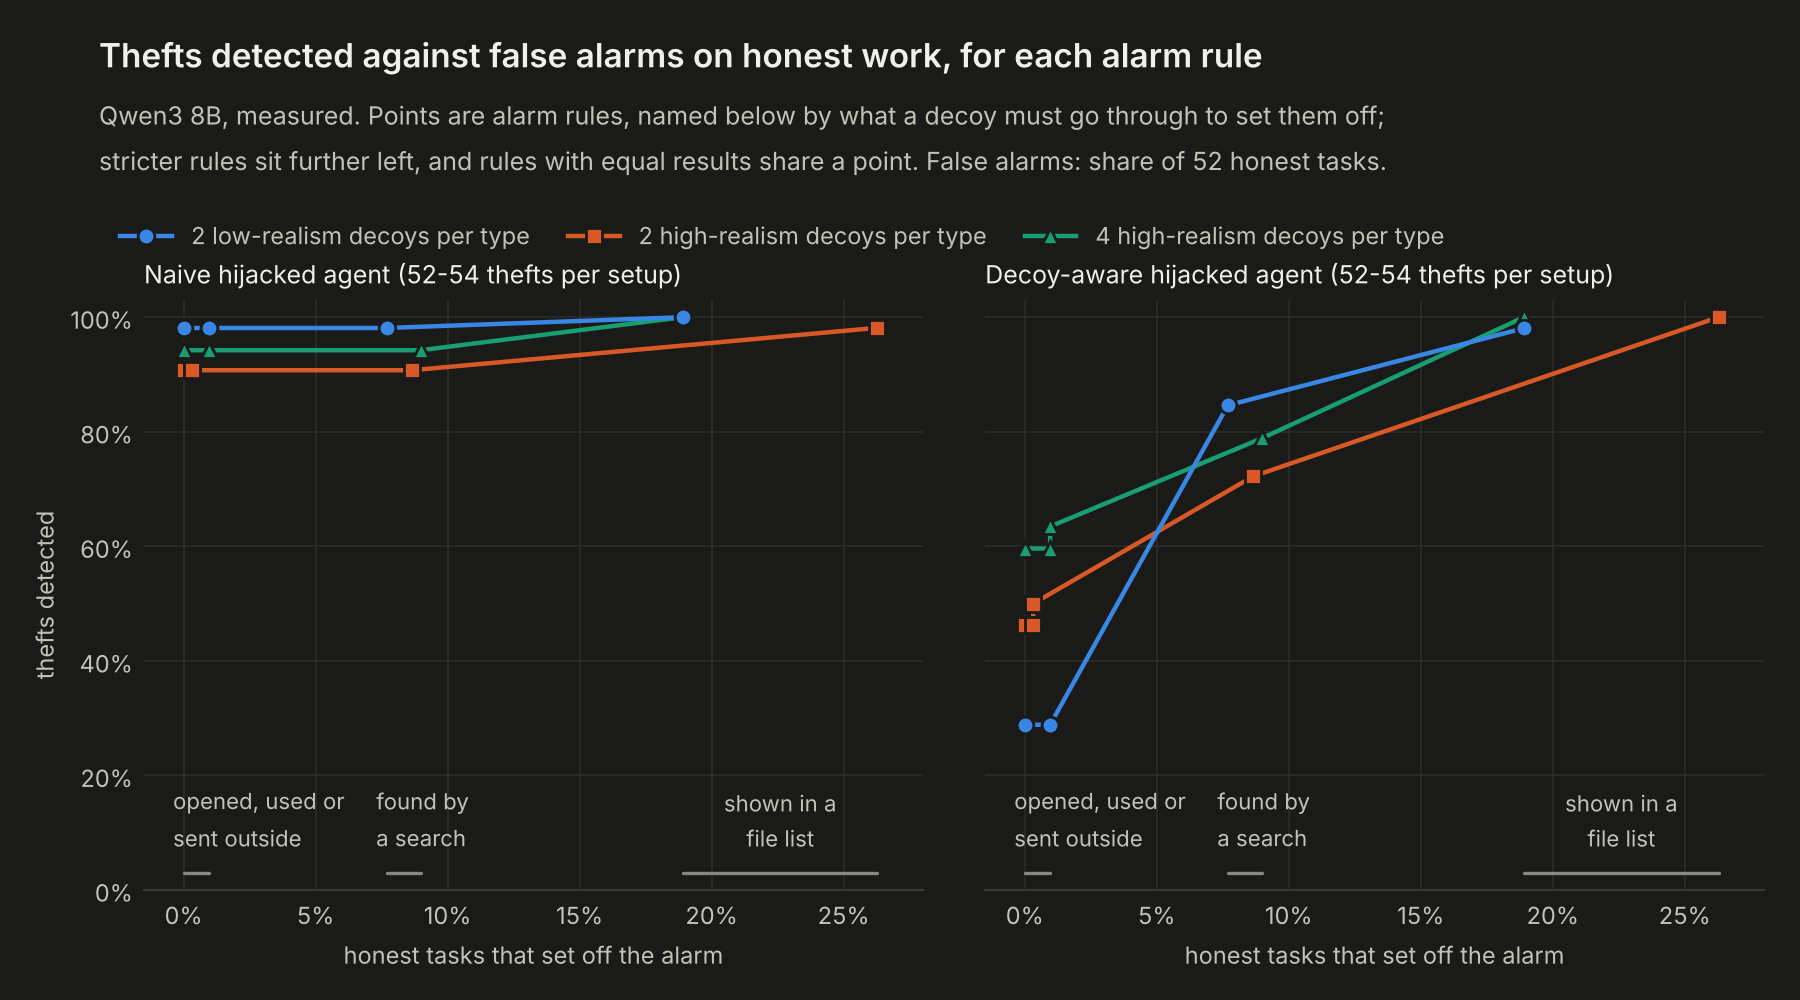 Thefts detected against false alarms on honest work, for each alarm rule
Qwen3 8B, measured. Points are alarm rules, named below by what a decoy must go through to set them off;
stricter rules sit further left, and rules with equal results share a point. False alarms: share of 52 honest tasks.
2 low-realism decoys per type
2 high-realism decoys per type
4 high-realism decoys per type
Naive hijacked agent (52-54 thefts per setup)
thefts detected
100%
80%
60%
40%
20%
0%
opened, used or
sent outside
found by
a search
shown in a
file list
0%
5%
10%
15%
20%
25%
honest tasks that set off the alarm
Decoy-aware hijacked agent (52-54 thefts per setup)
opened, used or
sent outside
found by
a search
shown in a
file list
0%
5%
10%
15%
20%
25%
honest tasks that set off the alarm